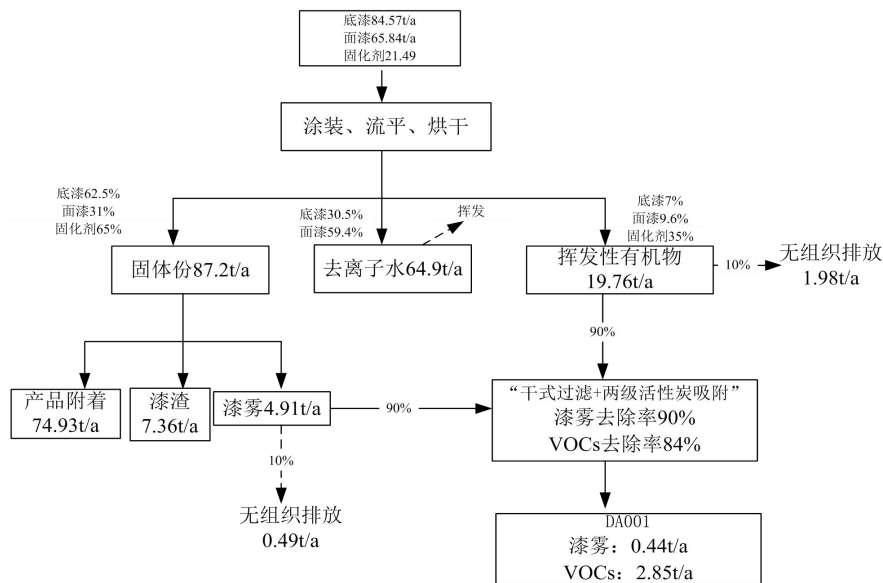 底漆84.57t/a
面漆65.84t/a
固化剂21.49
涂装、流平、烘干
底漆62.5%
面漆31%
固化剂65%
底漆30.5%
面漆59.4%
挥发
底漆7%
面漆9.6%
固化剂35%
固体份87.2t/a
去离子水64.9t/a
挥发性有机物
19.76t/a
10%
无组织排放
1.98t/a
90%
产品附着
74.93t/a
漆渣
7.36t/a
漆雾4.91t/a
90%
“干式过滤+两级活性炭吸附”
漆雾去除率90%
VOCs去除率84%
10%
无组织排放
0.49t/a
DA001
漆雾：0.44t/a
VOCs：2.85t/a